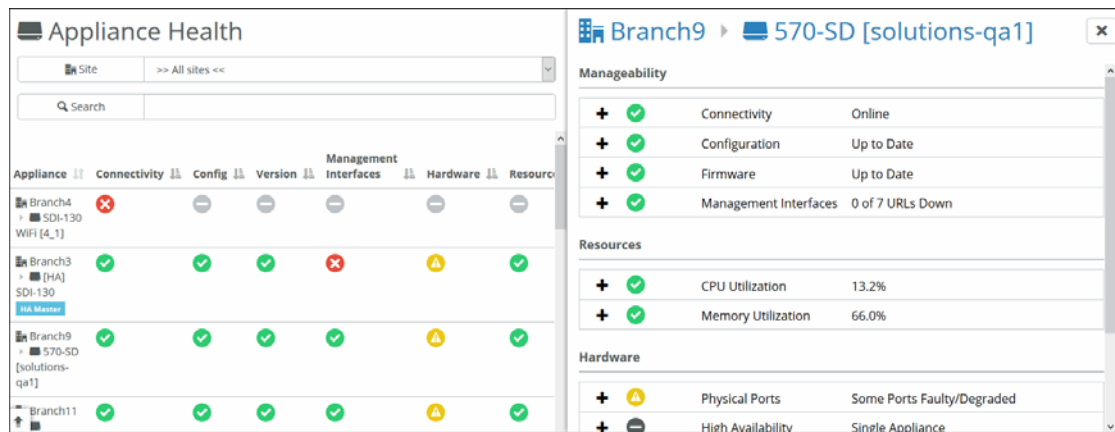 Appliance Health
Site >> All sites <<
Search
Appliance Connectivity Config Version Management Interfaces Hardware Resource
Branch4
SDI-130
WiFi [4_1]
Branch3
[HA]
SDI-130
HA Master
Branch9
570-SD
[solutions-
qa1]
Branch11
Branch9 570-SD [solutions-qa1]
Manageability
Connectivity Online
Configuration Up to Date
Firmware Up to Date
Management Interfaces 0 of 7 URLs Down
Resources
CPU Utilization 13.2%
Memory Utilization 66.0%
Hardware
Physical Ports Some Ports Faulty/Degraded
High Availability Single Appliance